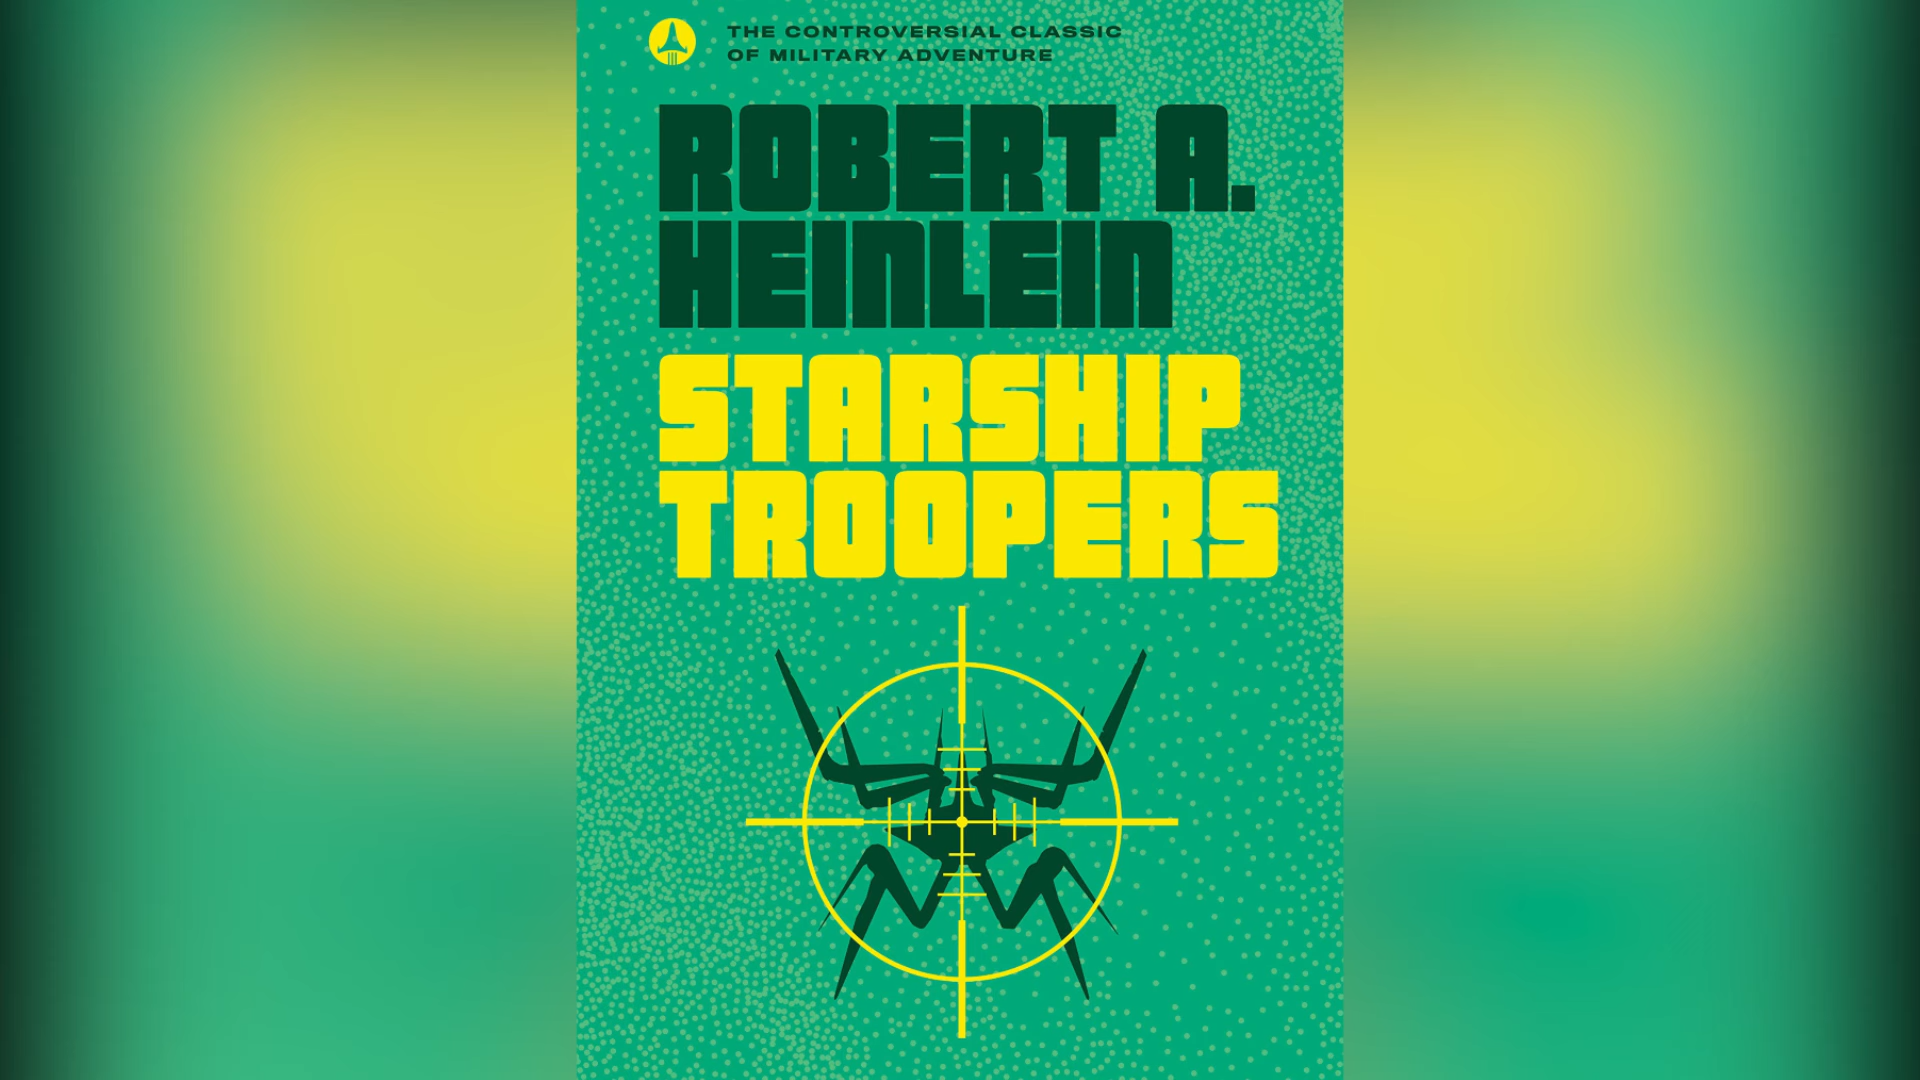 THE CONTROVERSIAL CLASSIC
OF MILITARY ADVENTURE
ROBERT A.
HEINLEIN
STARSHIP
TROOPERS